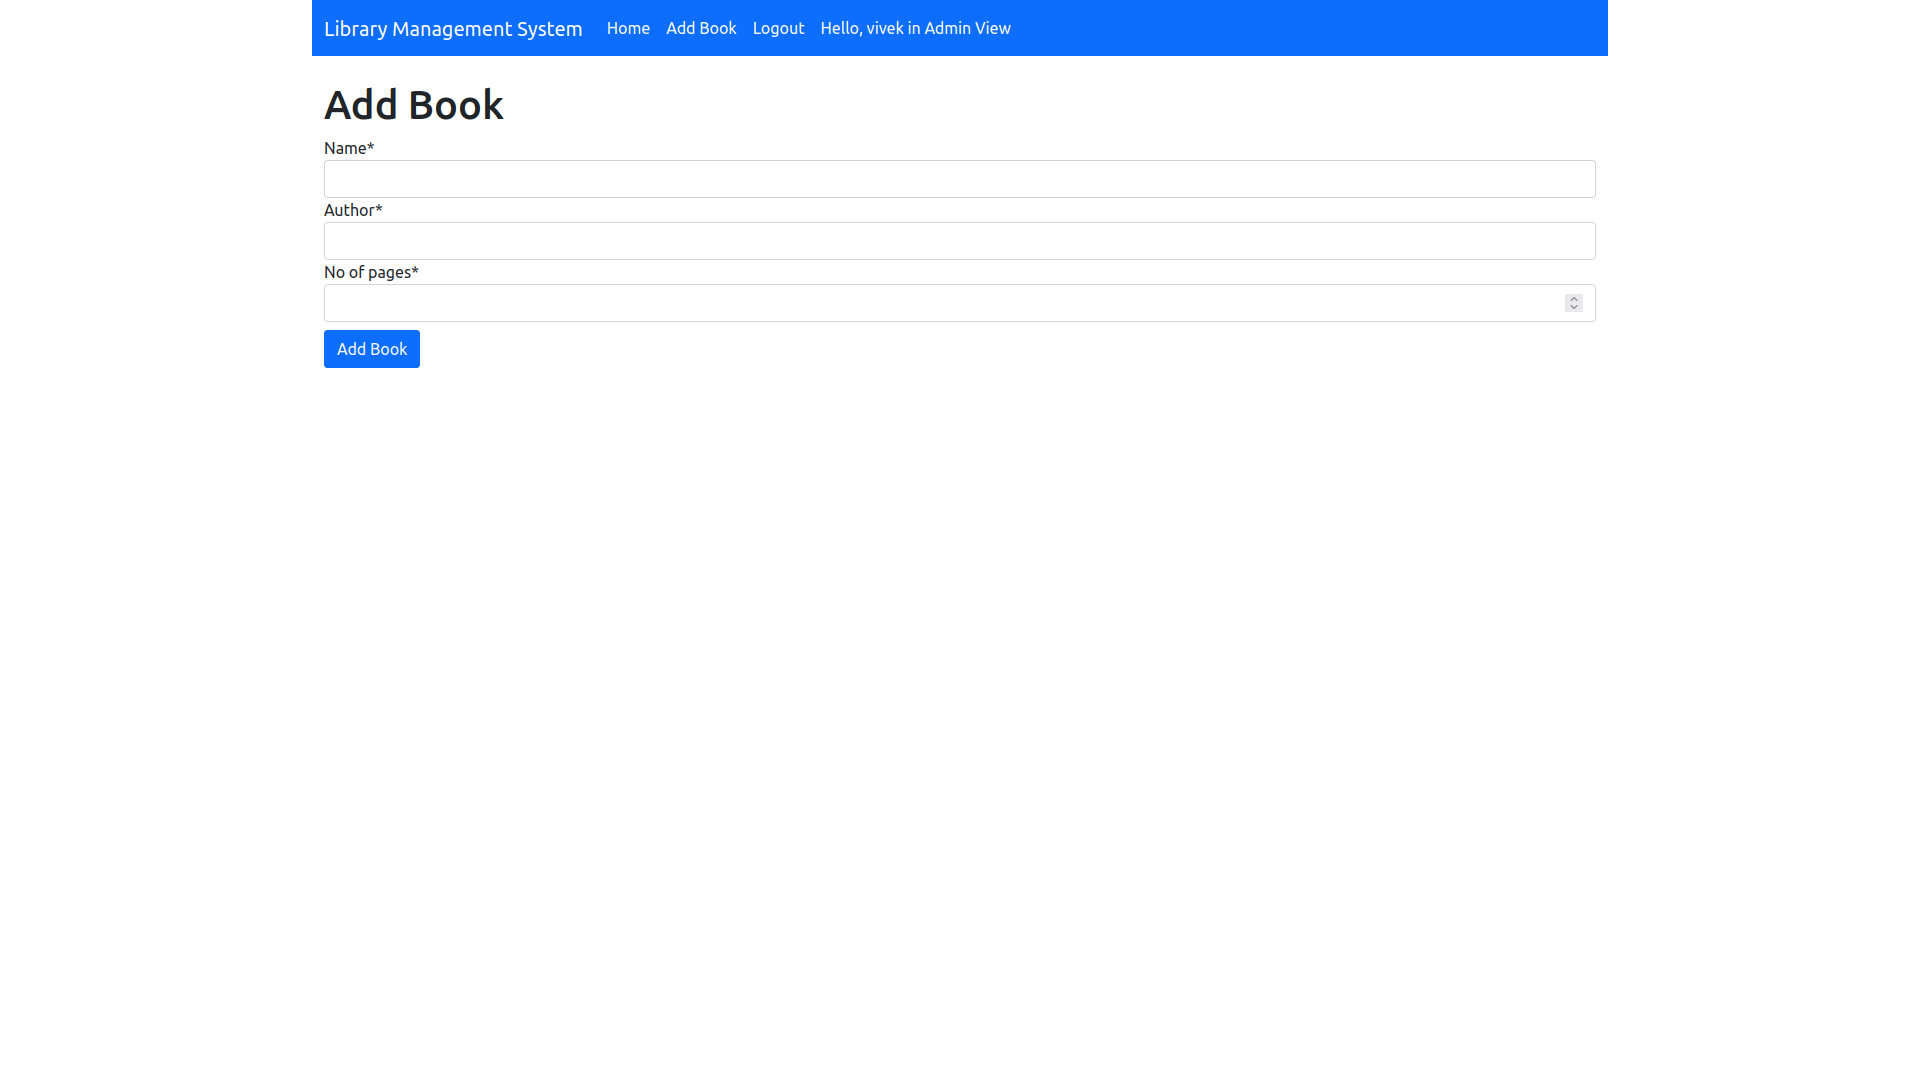 Library Management System Home Add Book Logout Hello, vivek in Admin View
Add Book
Name*
Author*
No of pages*
Add Book